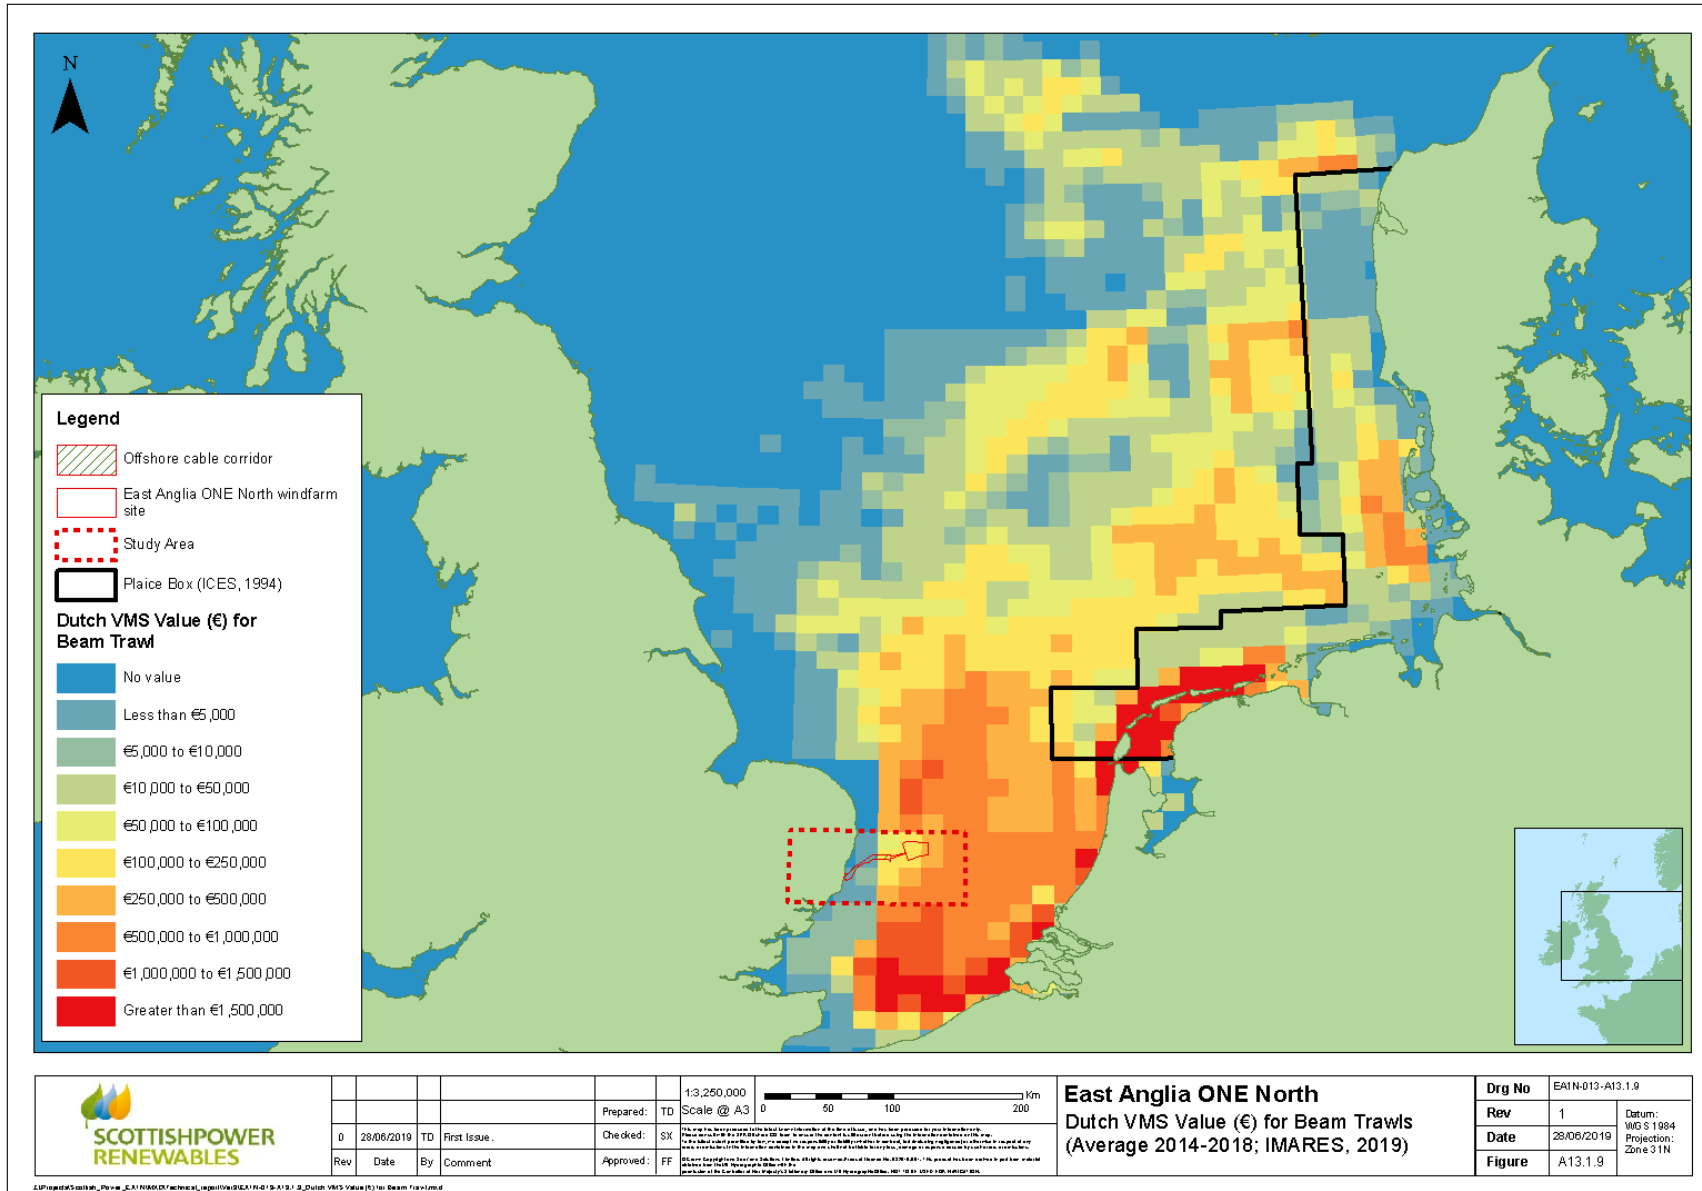 N
Legend
Offshore cable corridor
East Anglia ONE North windfarm
site
Study Area
Plaice Box (ICES, 1994)
Dutch VMS Value (€) for
Beam Trawl
No value
Less than €5,000
€5,000 to €10,000
€10,000 to €50,000
€50,000 to €100,000
€100,000 to €250,000
€250,000 to €500,000
€500,000 to €1,000,000
€1,000,000 to €1,500,000
Greater than €1,500,000
SCOTTISHPOWER
RENEWABLES
0 28/06/2019 TD First Issue.
Rev Date By Comment
Prepared: TD
Checked: SX
Approved: FF
1:3,250,000
Scale @ A3
0 50 100 200 Km
East Anglia ONE North
Dutch VMS Value (€) for Beam Trawls
(Average 2014-2018; IMARES, 2019)
Drg No EA1N-013-A13.1.9
Rev 1
Date 28/06/2019
Figure A13.1.9
Datum:
WGS 1984
Projection:
Zone 31N